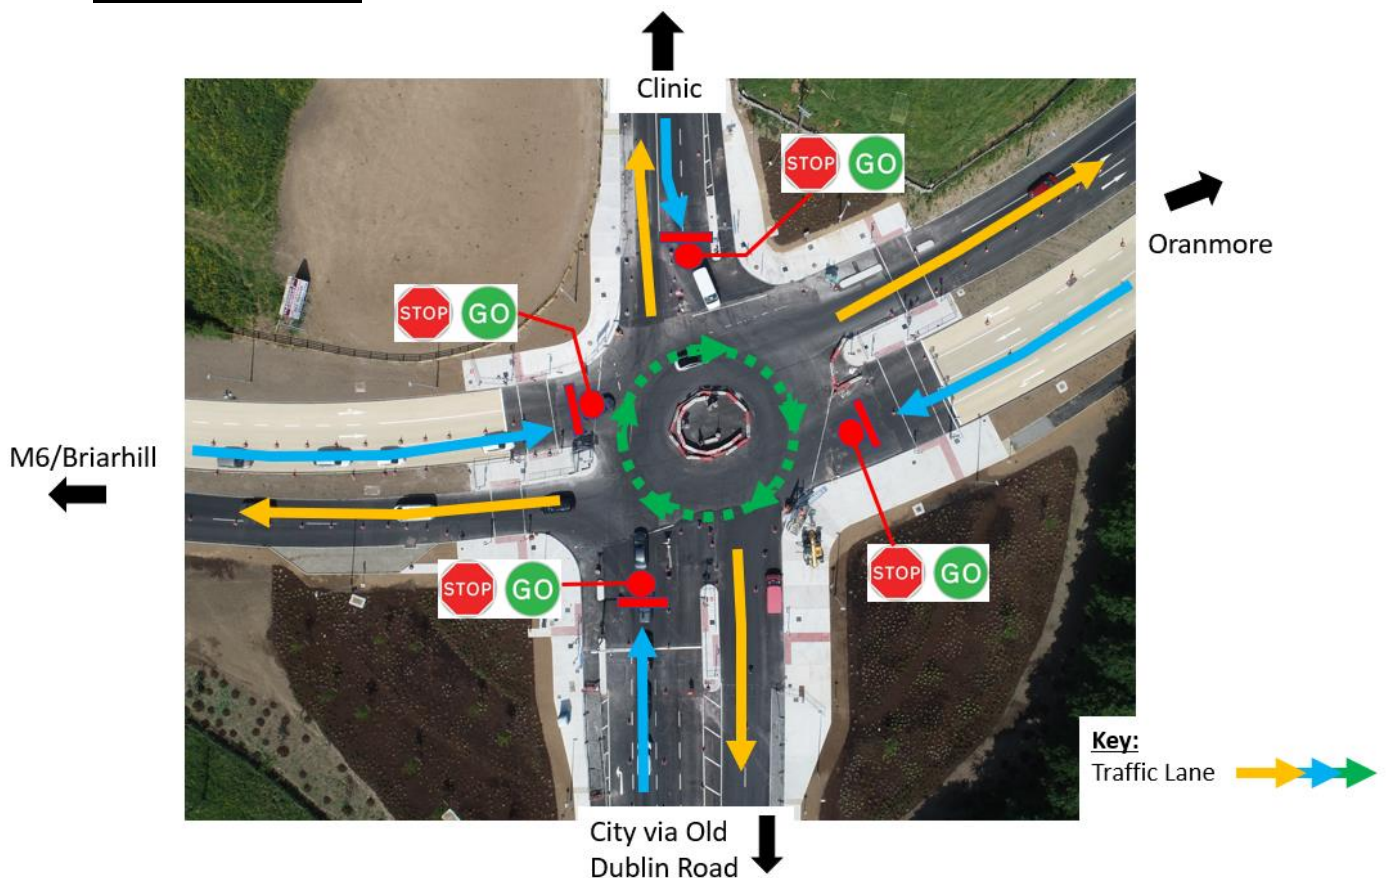 Clinic
STOP GO
Oranmore
STOP GO
M6/Briarhill
STOP GO
STOP GO
Key:
Traffic Lane
City via Old
Dublin Road